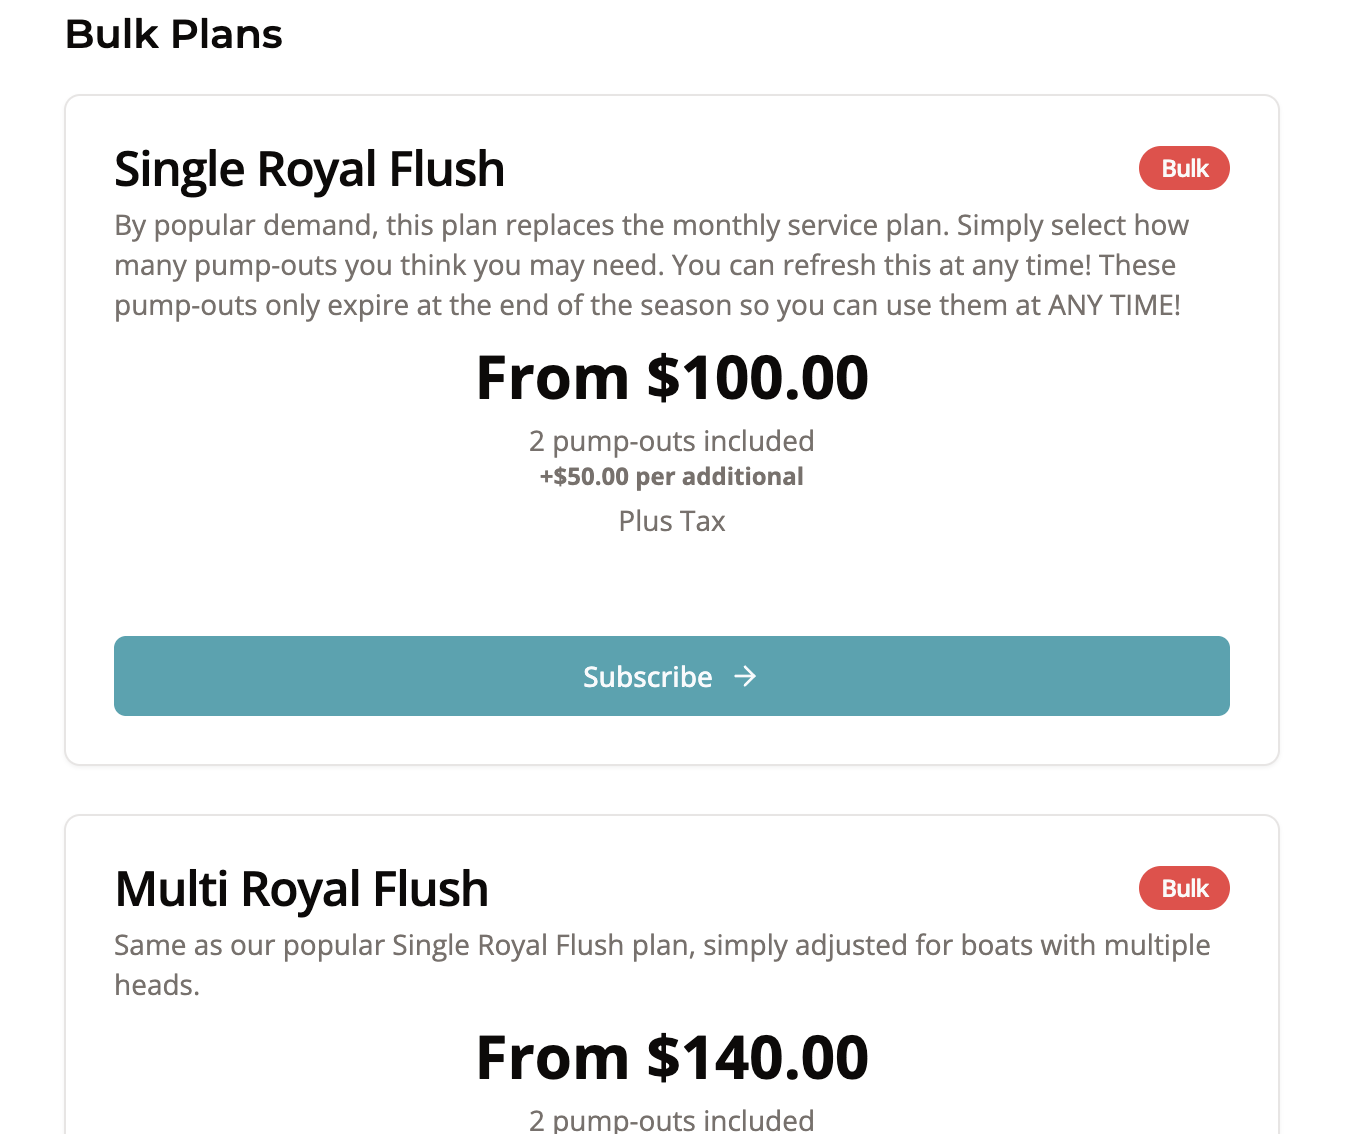 Bulk Plans
Single Royal Flush
Bulk
By popular demand, this plan replaces the monthly service plan. Simply select how
many pump-outs you think you may need. You can refresh this at any time! These
pump-outs only expire at the end of the season so you can use them at ANY TIME!
From $100.00
2 pump-outs included
+$50.00 per additional
Plus Tax
Subscribe →
Multi Royal Flush
Bulk
Same as our popular Single Royal Flush plan, simply adjusted for boats with multiple
heads.
From $140.00
2 pump-outs included